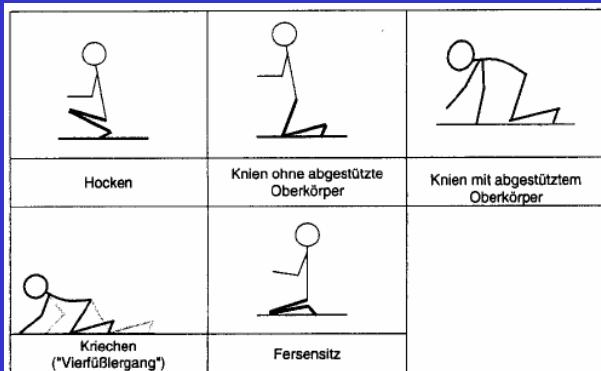 Hocken
Knien ohne abgestützte
Oberkörper
Knien mit abgestütztem
Oberkörper
Kriechen
("Vierfüßlergang")
Fersensitz